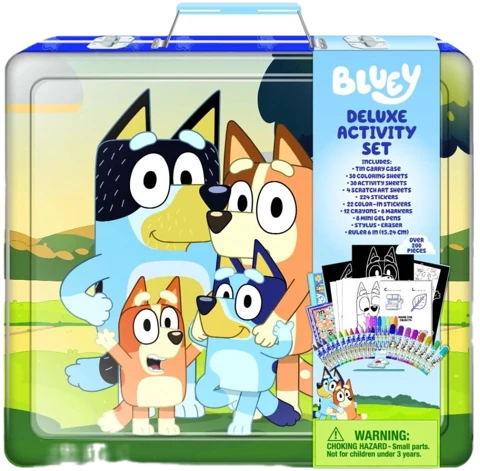 BLUEY
DELUXE
ACTIVITY
SET
INCLUDES:
• TIN CARRY CASE
• 30 COLORING SHEETS
• 30 ACTIVITY SHEETS
• 4 SCRATCH ART SHEETS
• 224 STICKERS
• 22 COLOR-IN STICKERS
• 12 CRAYONS • 8 MARKERS
• 8 MINI GEL PENS
• STYLUS • ERASER
• RULER 6 IN (15.24 CM)
OVER
200
PIECES
WARNING:
CHOKING HAZARD - Small parts.
Not for children under 3 years.